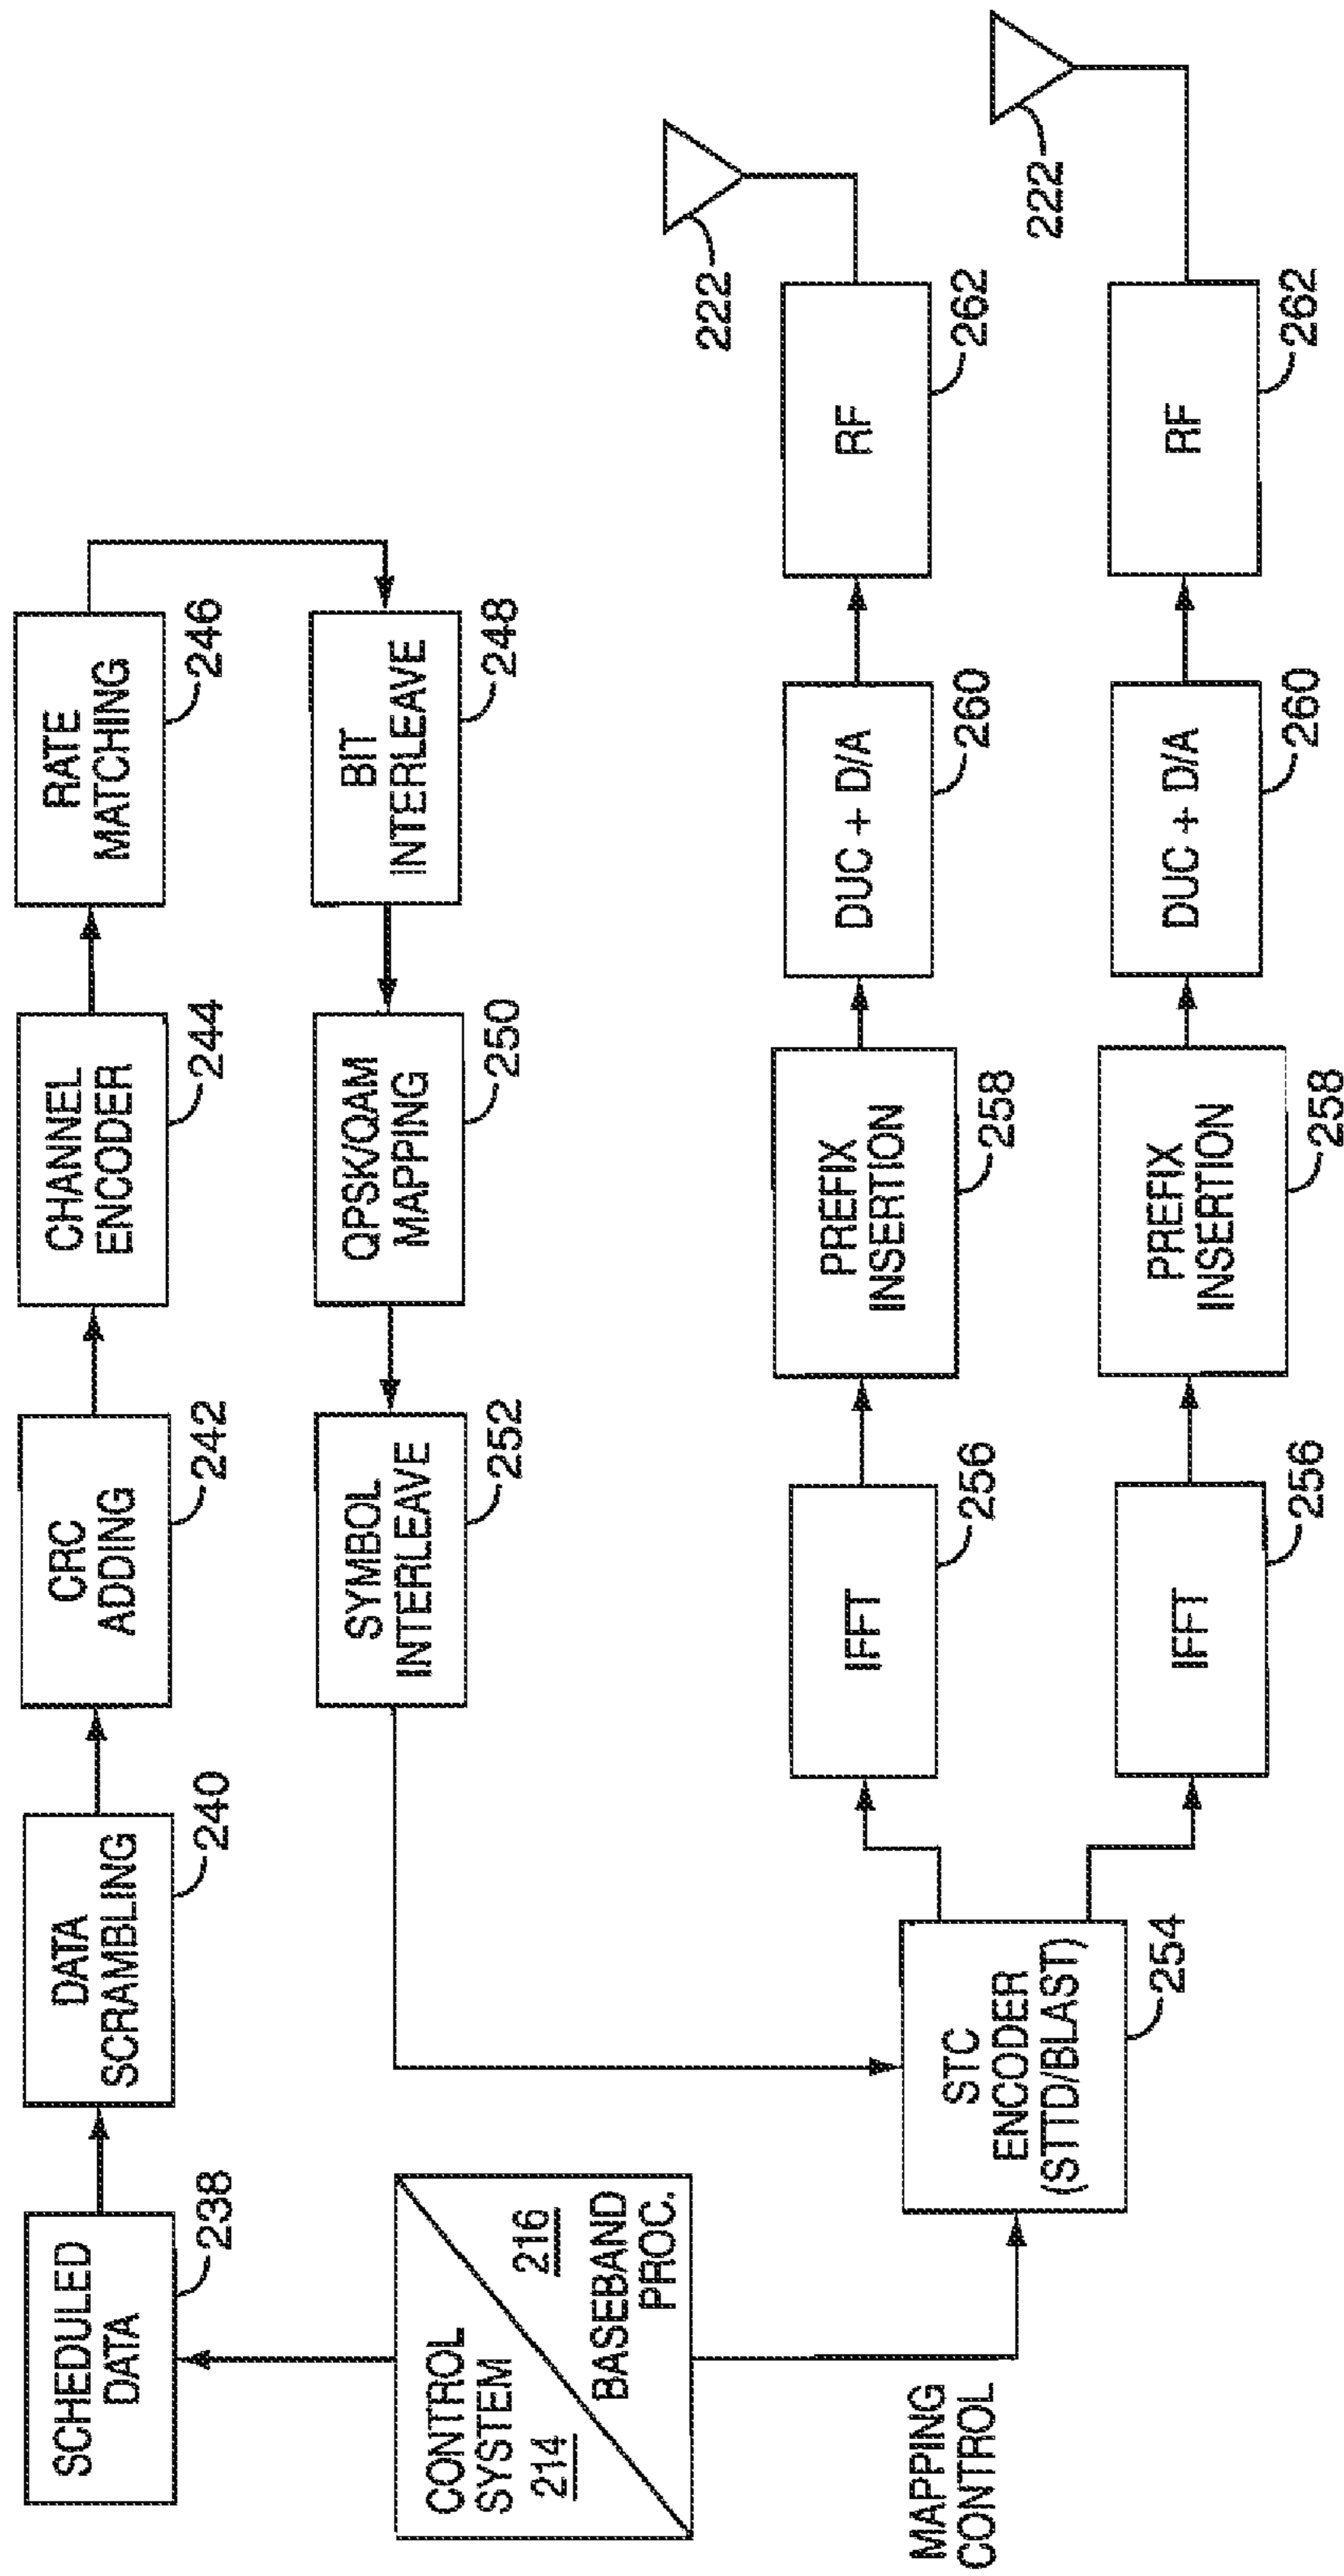 SCHEDULED
DATA
238
DATA
SCRAMBLING
240
CRC
ADDING
242
CHANNEL
ENCODER
244
RATE
MATCHING
246
CONTROL
SYSTEM
214
216
BASEBAND
PROC.
SYMBOL
INTERLEAVE
252
QPSK/QAM
MAPPING
250
BIT
INTERLEAVE
248
MAPPING
CONTROL
STC
ENCODER
(STTD/BLAST)
254
IFFT
256
PREFIX
INSERTION
258
DUC + D/A
260
RF
262
222
IFFT
256
PREFIX
INSERTION
258
DUC + D/A
260
RF
262
222